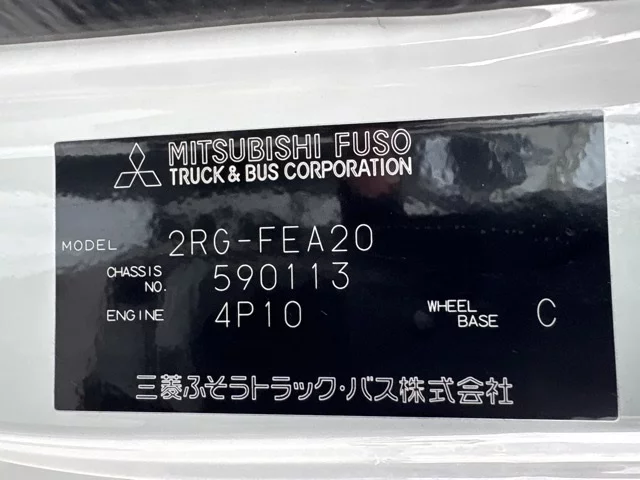 MITSUBISHI FUSO
TRUCK & BUS CORPORATION
MODEL 2RG-FEA20
CHASSIS NO. 590113
ENGINE 4P10 WHEEL BASE C
三菱ふそうトラック・バス株式会社